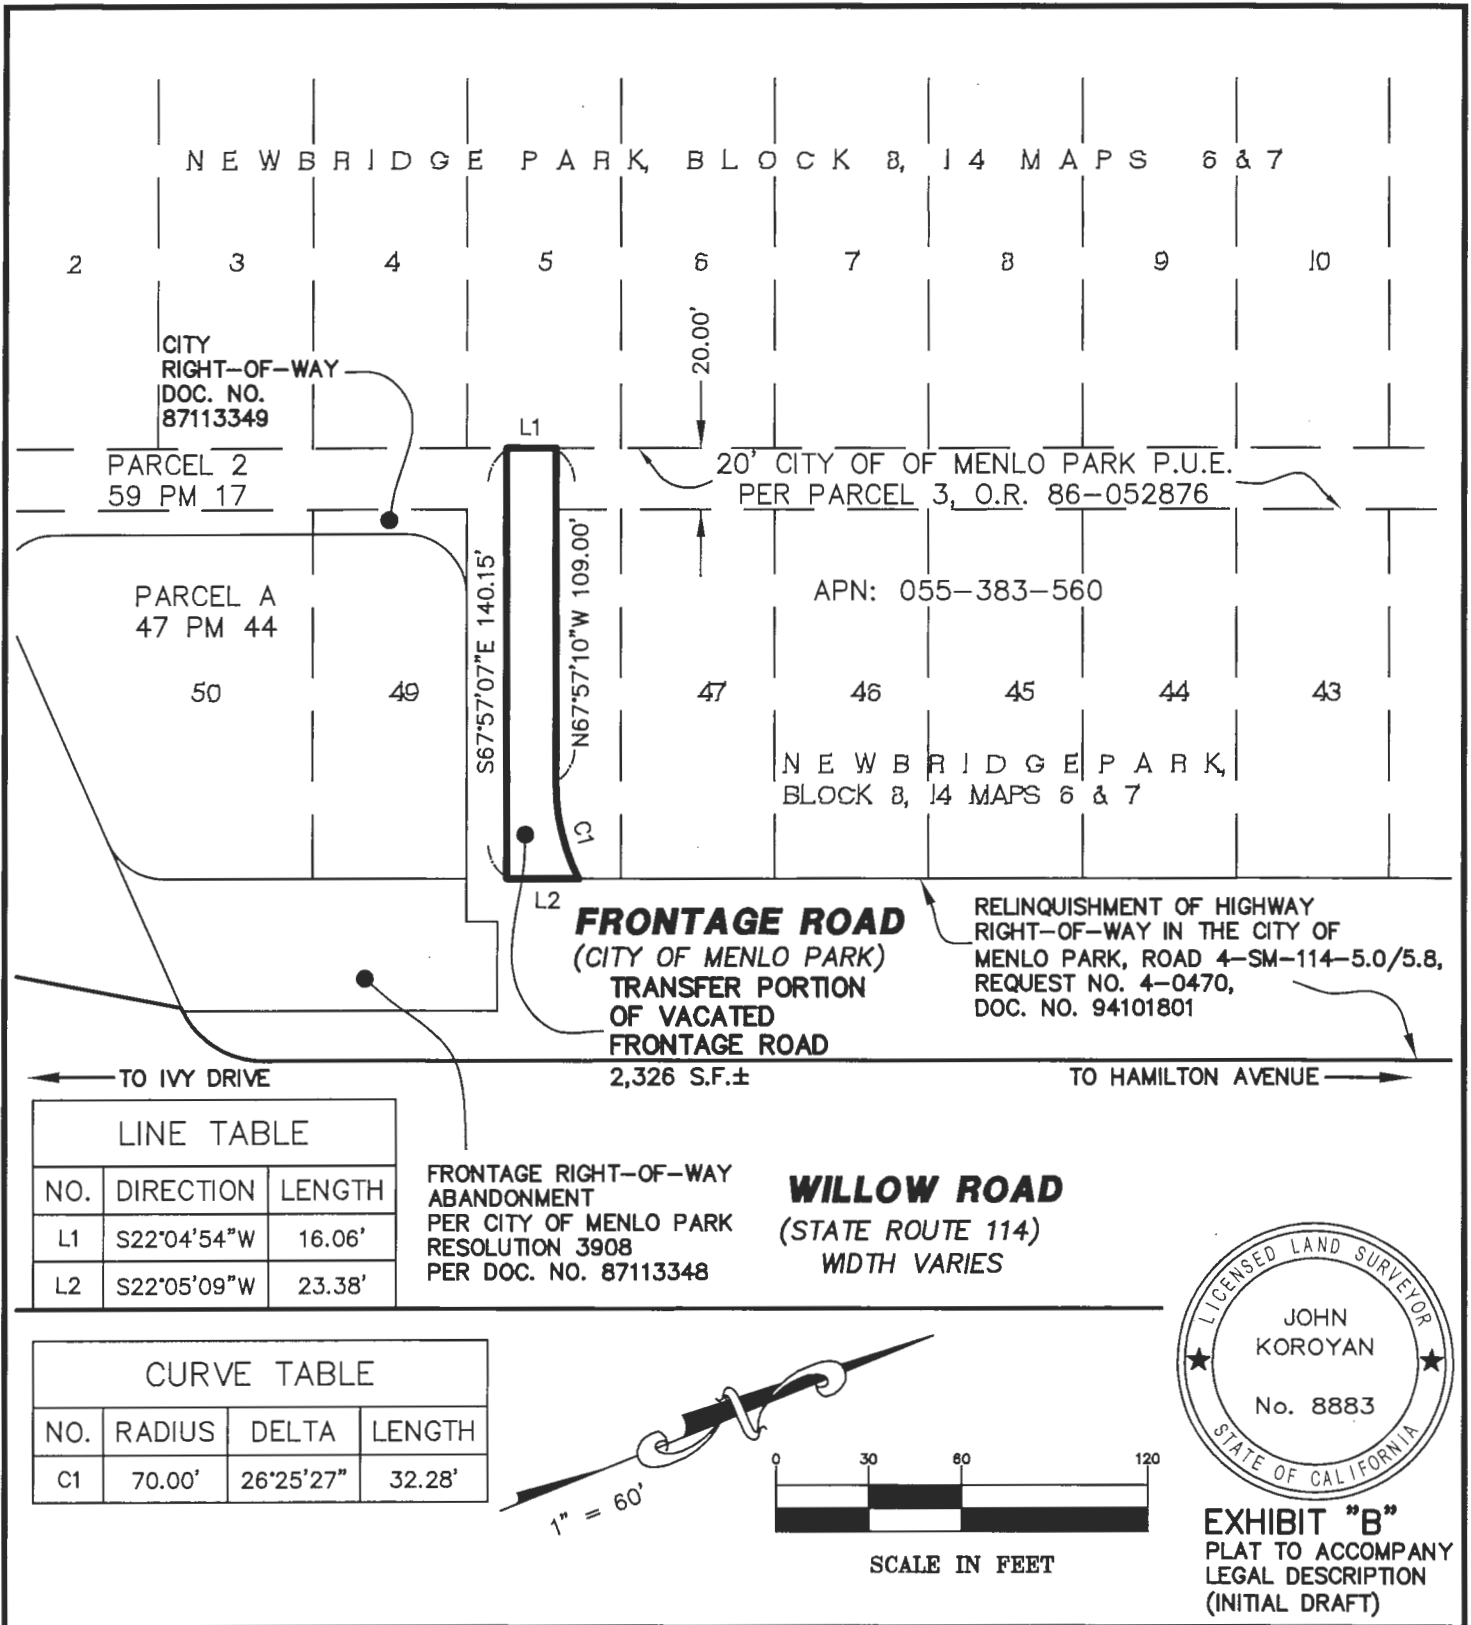 NEWBRIDGE PARK, BLOCK 8, 14 MAPS 6 & 7
2 3 4 5 6 7 8 9 10
CITY
RIGHT-OF-WAY
DOC. NO.
87113349
20.00'
L1
PARCEL 2
59 PM 17
20' CITY OF OF MENLO PARK P.U.E.
PER PARCEL 3, O.R. 86-052876
S67°57'07"E 140.15'
N67°57'10"W 109.00'
PARCEL A
47 PM 44
APN: 055-383-560
50 49 47 46 45 44 43
NEWBRIDGE PARK,
BLOCK 8, 14 MAPS 6 & 7
C1
L2
FRONTAGE ROAD
(CITY OF MENLO PARK)
TRANSFER PORTION
OF VACATED
FRONTAGE ROAD
2,326 S.F.±
RELINQUISHMENT OF HIGHWAY
RIGHT-OF-WAY IN THE CITY OF
MENLO PARK, ROAD 4-SM-114-5.0/5.8,
REQUEST NO. 4-0470,
DOC. NO. 94101801
TO IVY DRIVE
TO HAMILTON AVENUE
LINE TABLE
NO. DIRECTION LENGTH
L1 S22°04'54"W 16.06'
L2 S22°05'09"W 23.38'
FRONTAGE RIGHT-OF-WAY
ABANDONMENT
PER CITY OF MENLO PARK
RESOLUTION 3908
PER DOC. NO. 87113348
WILLOW ROAD
(STATE ROUTE 114)
WIDTH VARIES
CURVE TABLE
NO. RADIUS DELTA LENGTH
C1 70.00' 26°25'27" 32.28'
N
1" = 60'
0 30 60 120
SCALE IN FEET
LICENSED LAND SURVEYOR
JOHN
KOROYAN
No. 8883
STATE OF CALIFORNIA
EXHIBIT "B"
PLAT TO ACCOMPANY
LEGAL DESCRIPTION
(INITIAL DRAFT)